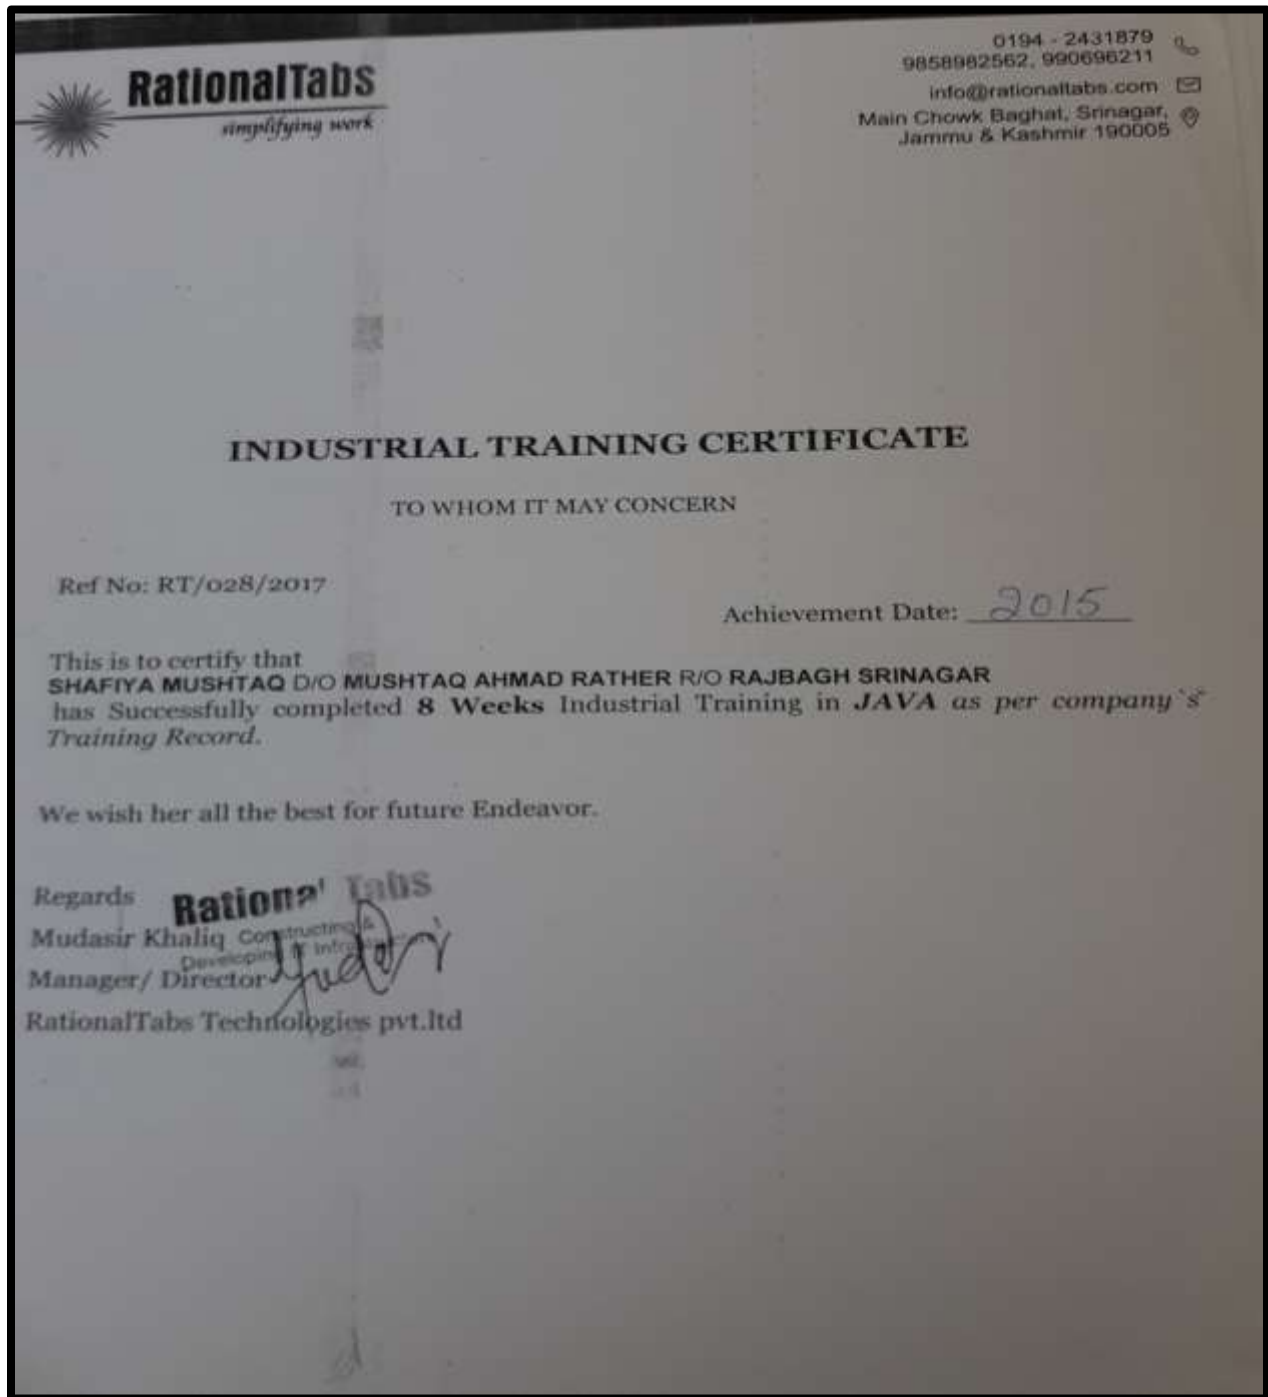 RationalTabs
simplifying work
0194 - 2431879
9858982562, 990696211
info@rationaltabs.com
Main Chowk Baghat, Srinagar,
Jammu & Kashmir 190005
INDUSTRIAL TRAINING CERTIFICATE
TO WHOM IT MAY CONCERN
Ref No: RT/028/2017
Achievement Date: 2015
This is to certify that
SHAFIYA MUSHTAQ D/O MUSHTAQ AHMAD RATHER R/O RAJBAGH SRINAGAR
has Successfully completed 8 Weeks Industrial Training in JAVA as per company`s
Training Record.
We wish her all the best for future Endeavor.
Regards
Rational Tabs
Mudasir Khaliq
Constructing &
Developing
Manager/ Director
RationalTabs Technologies pvt.ltd